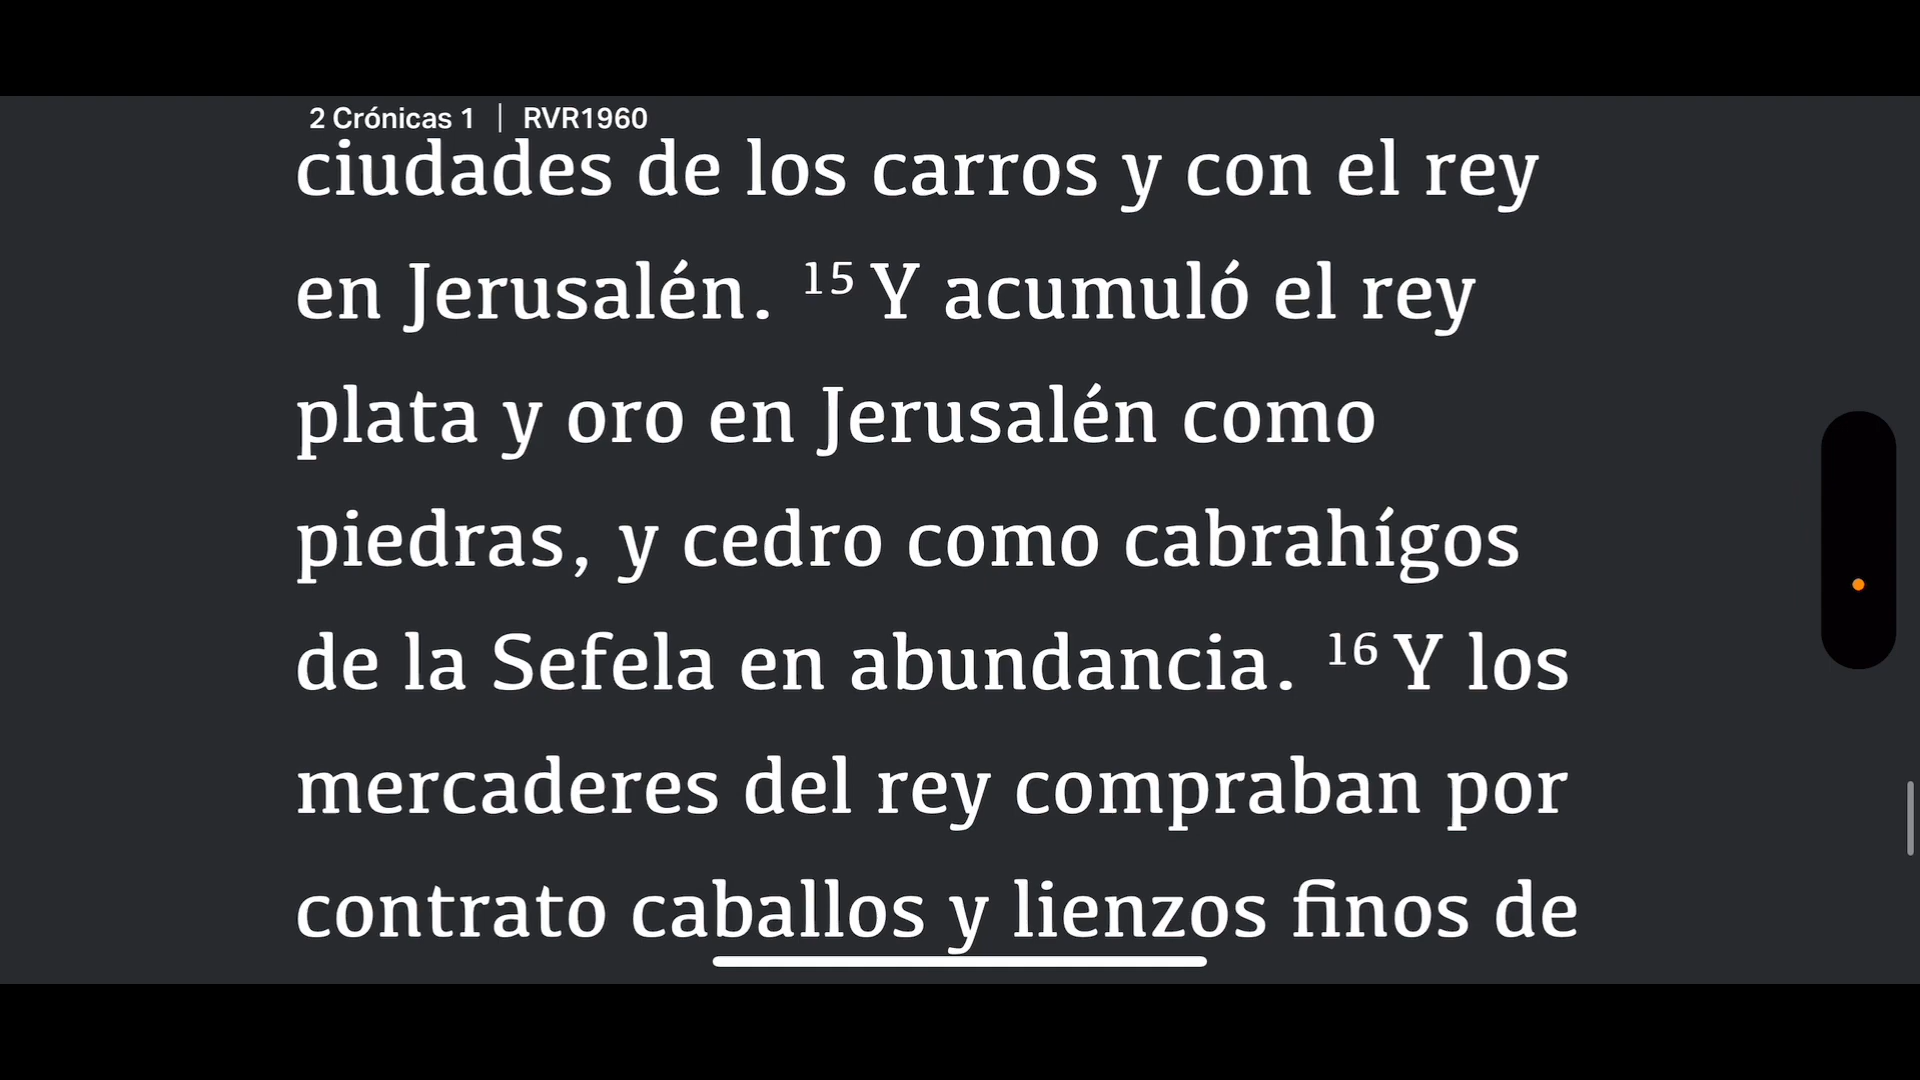 2 Crónicas 1 | RVR1960
ciudades de los carros y con el rey
en Jerusalén. 15 Y acumuló el rey
plata y oro en Jerusalén como
piedras, y cedro como cabrahígos
de la Sefela en abundancia. 16 Y los
mercaderes del rey compraban por
contrato caballos y lienzos finos de